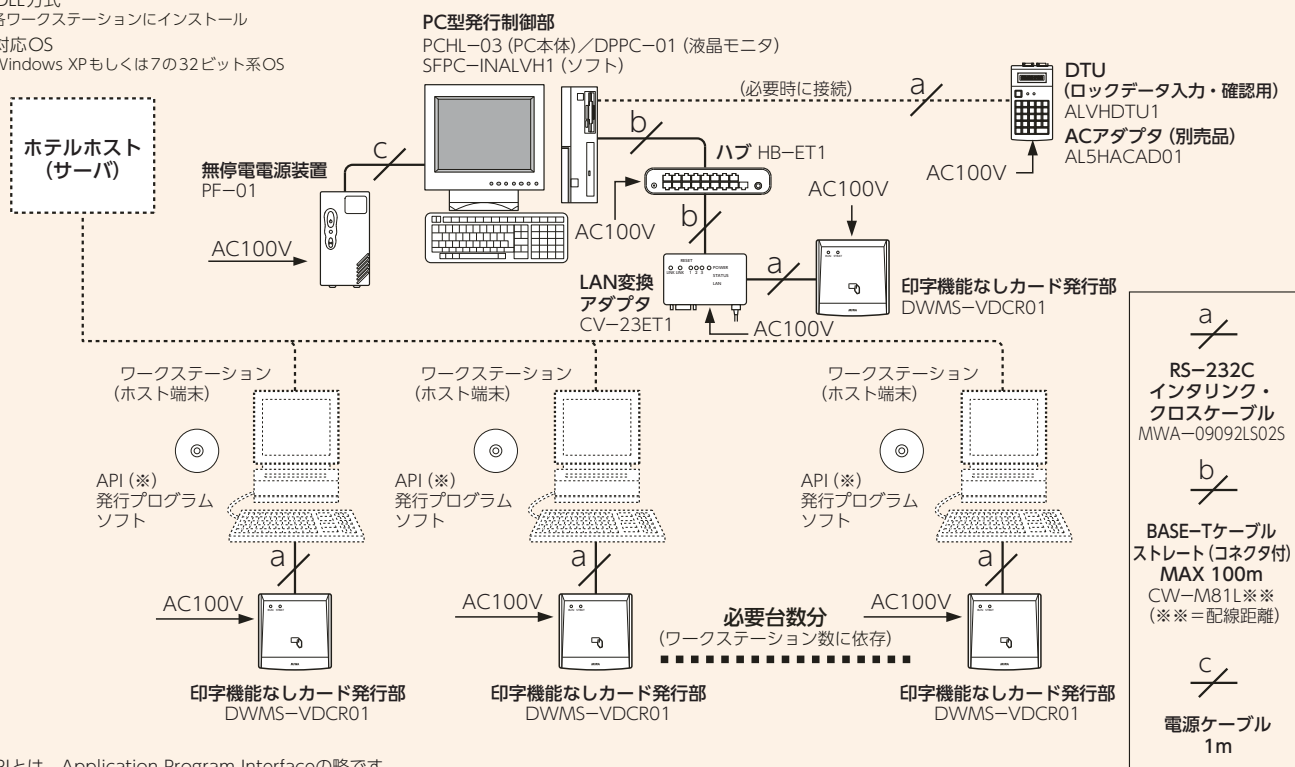 DLL方式
各ワークステーションにインストール
対応OS
Windows XPもしくは7の32ビット系OS
PC型発行制御部
PCHL−03 (PC本体)／DPPC−01 (液晶モニタ)
SFPC−INALVH1 (ソフト)
(必要時に接続)
a
DTU
(ロックデータ入力・確認用)
ALVHDTU1
ACアダプタ (別売品)
AL5HACAD01
AC100V
ホテルホスト
(サーバ)
無停電電源装置
PF−01
AC100V
c
b
ハブ HB−ET1
AC100V
b
AC100V
LAN変換
アダプタ
CV−23ET1
RESET
LINK LINK 1 2 3 POWER
STATUS
LAN
a
AC100V
印字機能なしカード発行部
DWMS−VDCR01
ワークステーション
(ホスト端末)
API (※)
発行プログラム
ソフト
a
AC100V
印字機能なしカード発行部
DWMS−VDCR01
ワークステーション
(ホスト端末)
API (※)
発行プログラム
ソフト
a
AC100V
印字機能なしカード発行部
DWMS−VDCR01
必要台数分
(ワークステーション数に依存)
ワークステーション
(ホスト端末)
API (※)
発行プログラム
ソフト
a
AC100V
印字機能なしカード発行部
DWMS−VDCR01
a
RS−232C
インタリンク・
クロスケーブル
MWA−09092LS02S
b
BASE−Tケーブル
ストレート (コネクタ付)
MAX 100m
CW−M81L※※
(※※＝配線距離)
c
電源ケーブル
1m
PIとは、Application Program Interfaceの略です